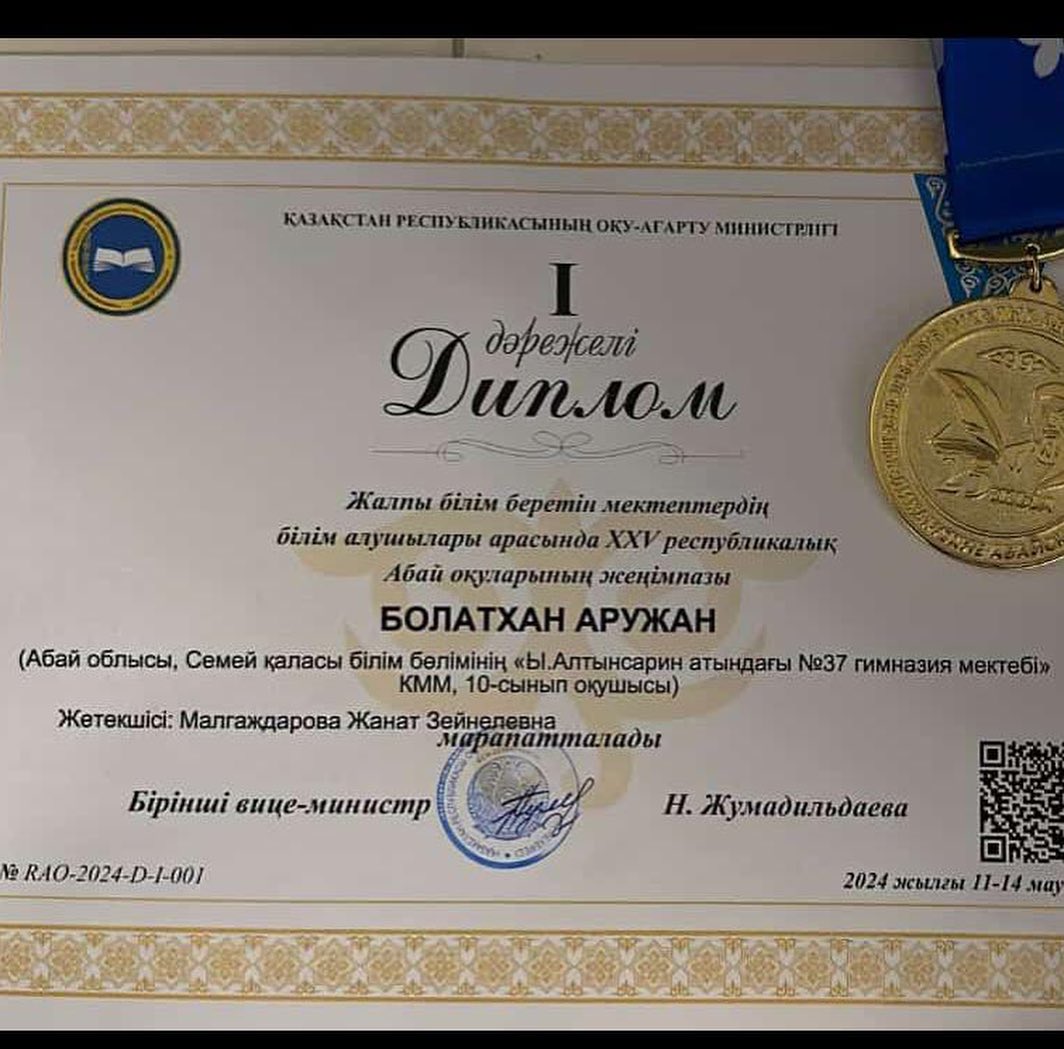 ҚАЗАҚСТАН РЕСПУБЛИКАСЫНЫҢ ОҚУ-АҒАРТУ МИНИСТРЛІГІ
I
дәрежелі
Диплом
Жалпы білім беретін мектептердің
білім алушылары арасында XXV республикалық
Абай оқуларының жеңімпазы
БОЛАТХАН АРУЖАН
(Абай облысы, Семей қаласы білім бөлімінің «Ы.Алтынсарин атындағы №37 гимназия мектебі»
КММ, 10-сынып оқушысы)
Жетекшісі: Малгаждарова Жанат Зейнелевна
марапатталады
Бірінші вице-министр Н. Жумадильдаева
№ RAO-2024-D-I-001
2024 жылғы 11-14 мау